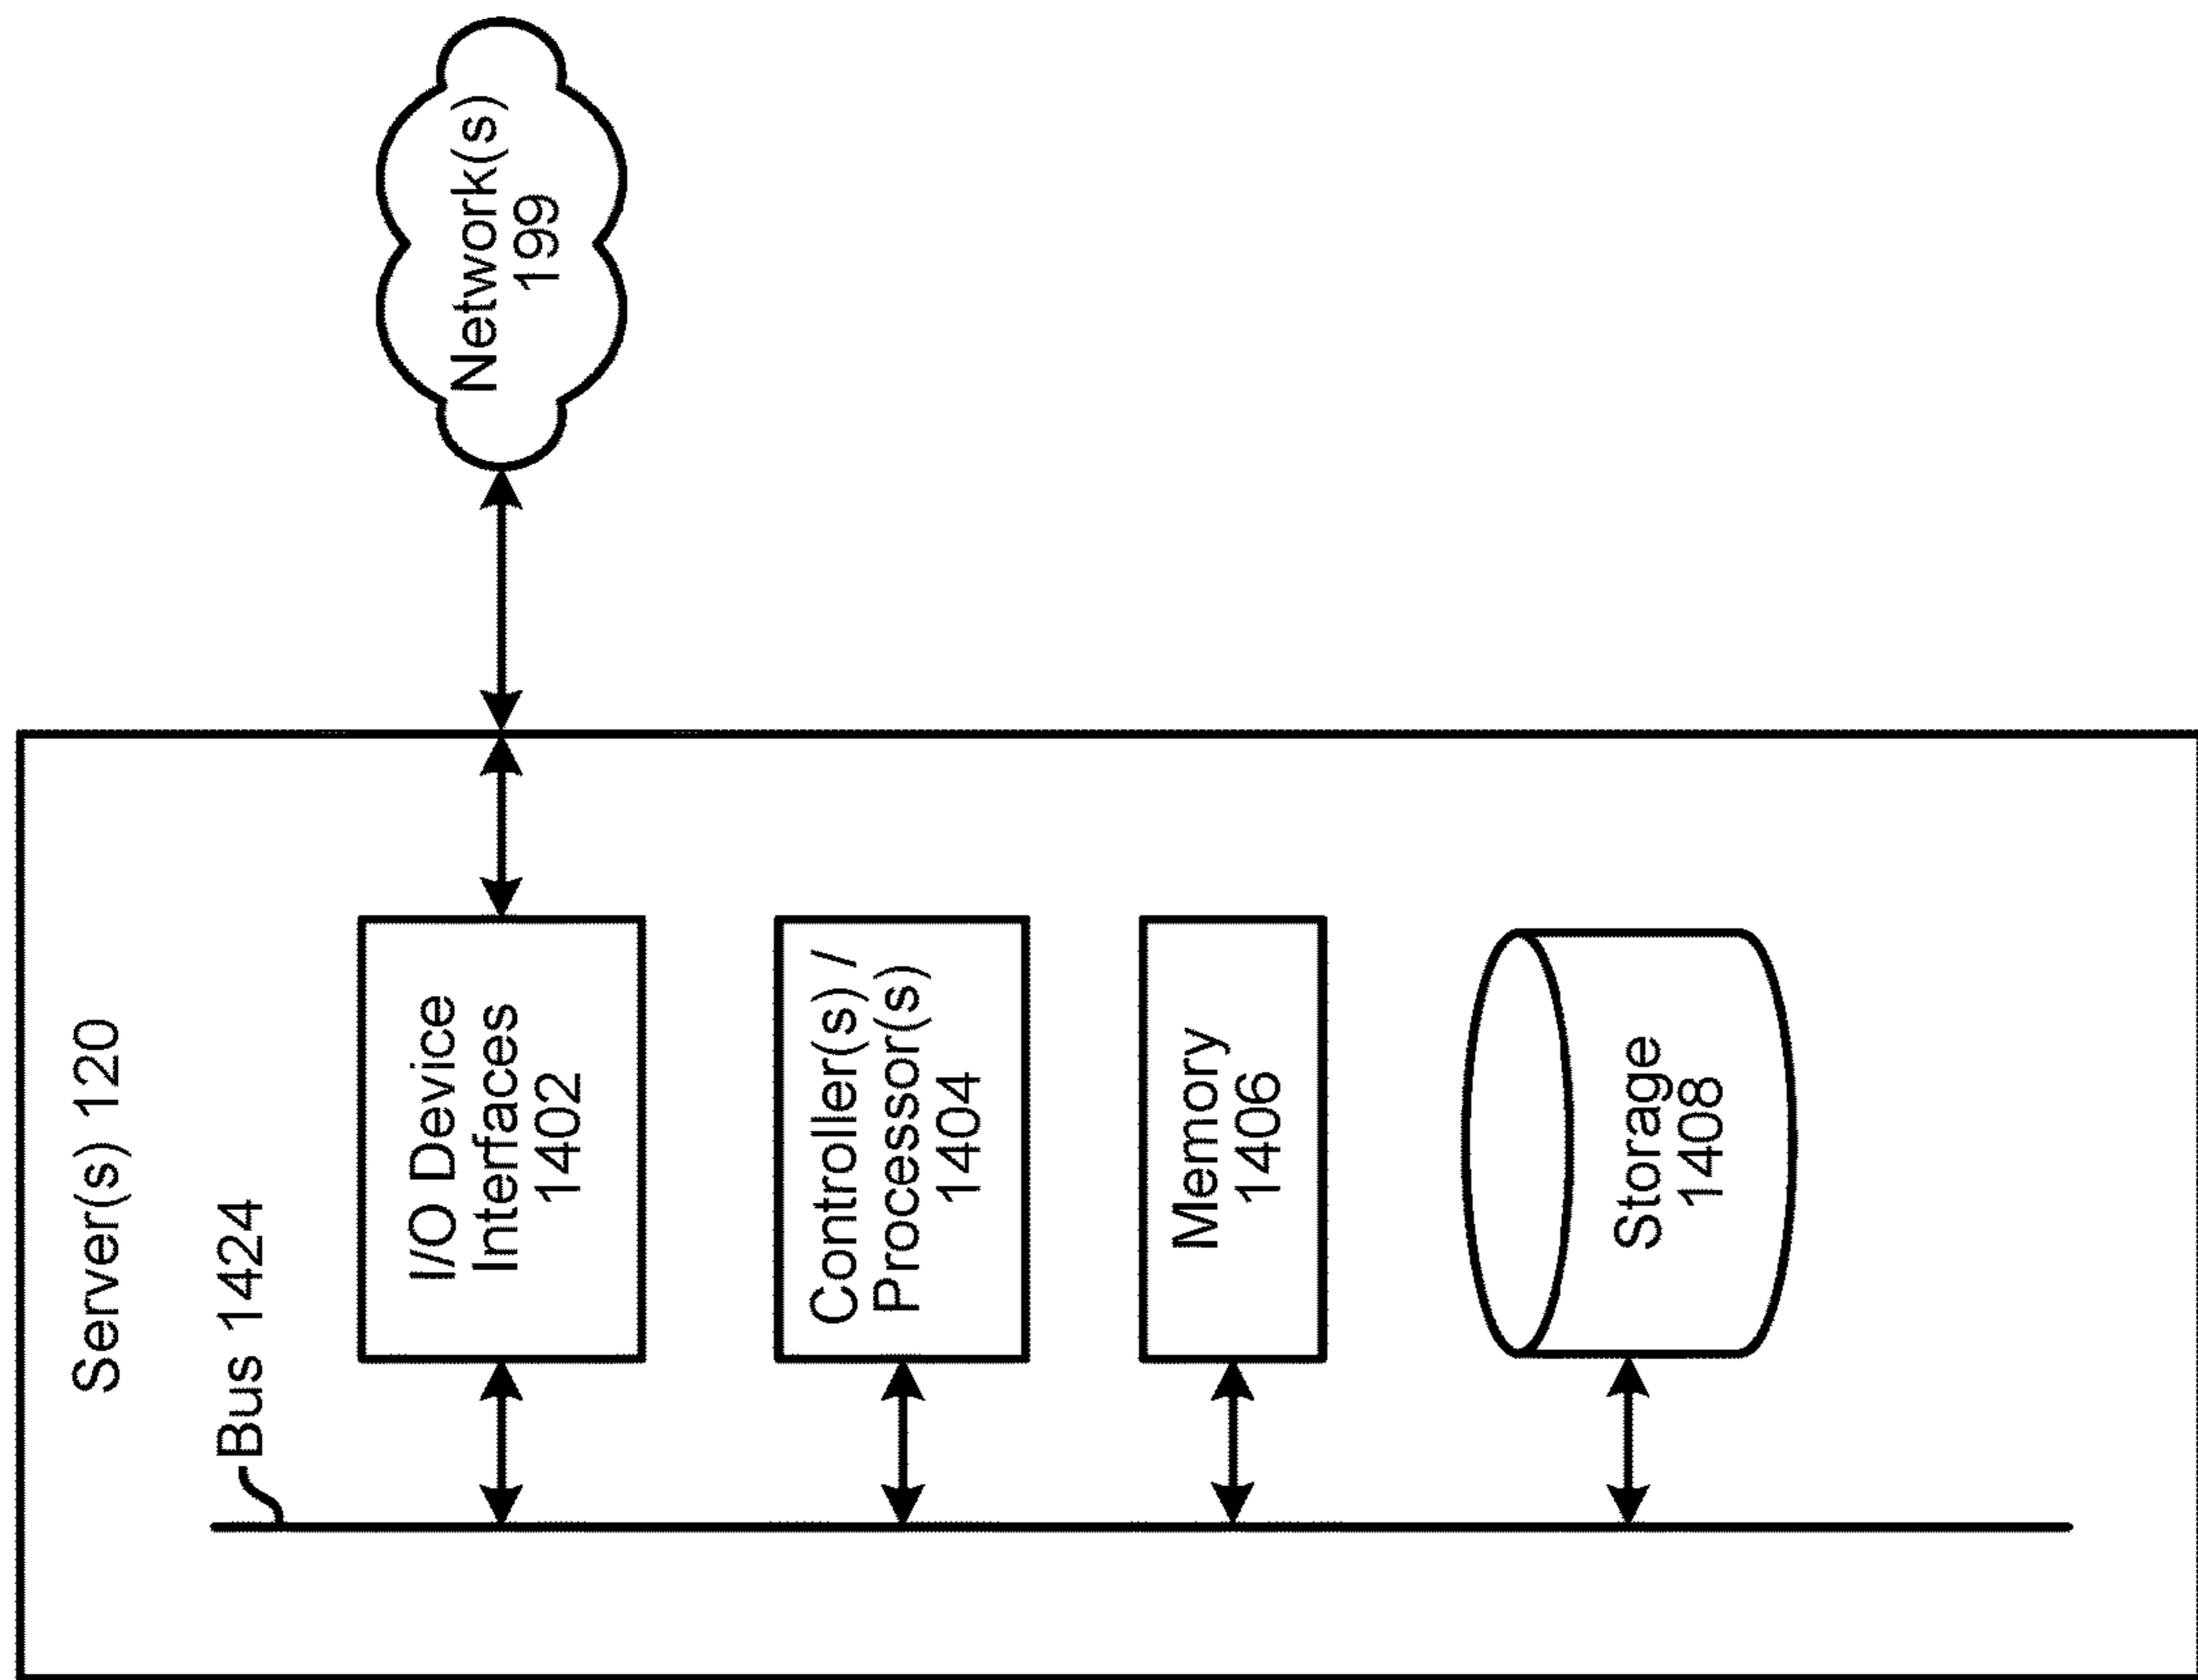 Server(s) 120
Bus 1424
I/O Device
Interfaces
1402
Controller(s) /
Processor(s)
1404
Memory
1406
Storage
1408
Network(s)
199